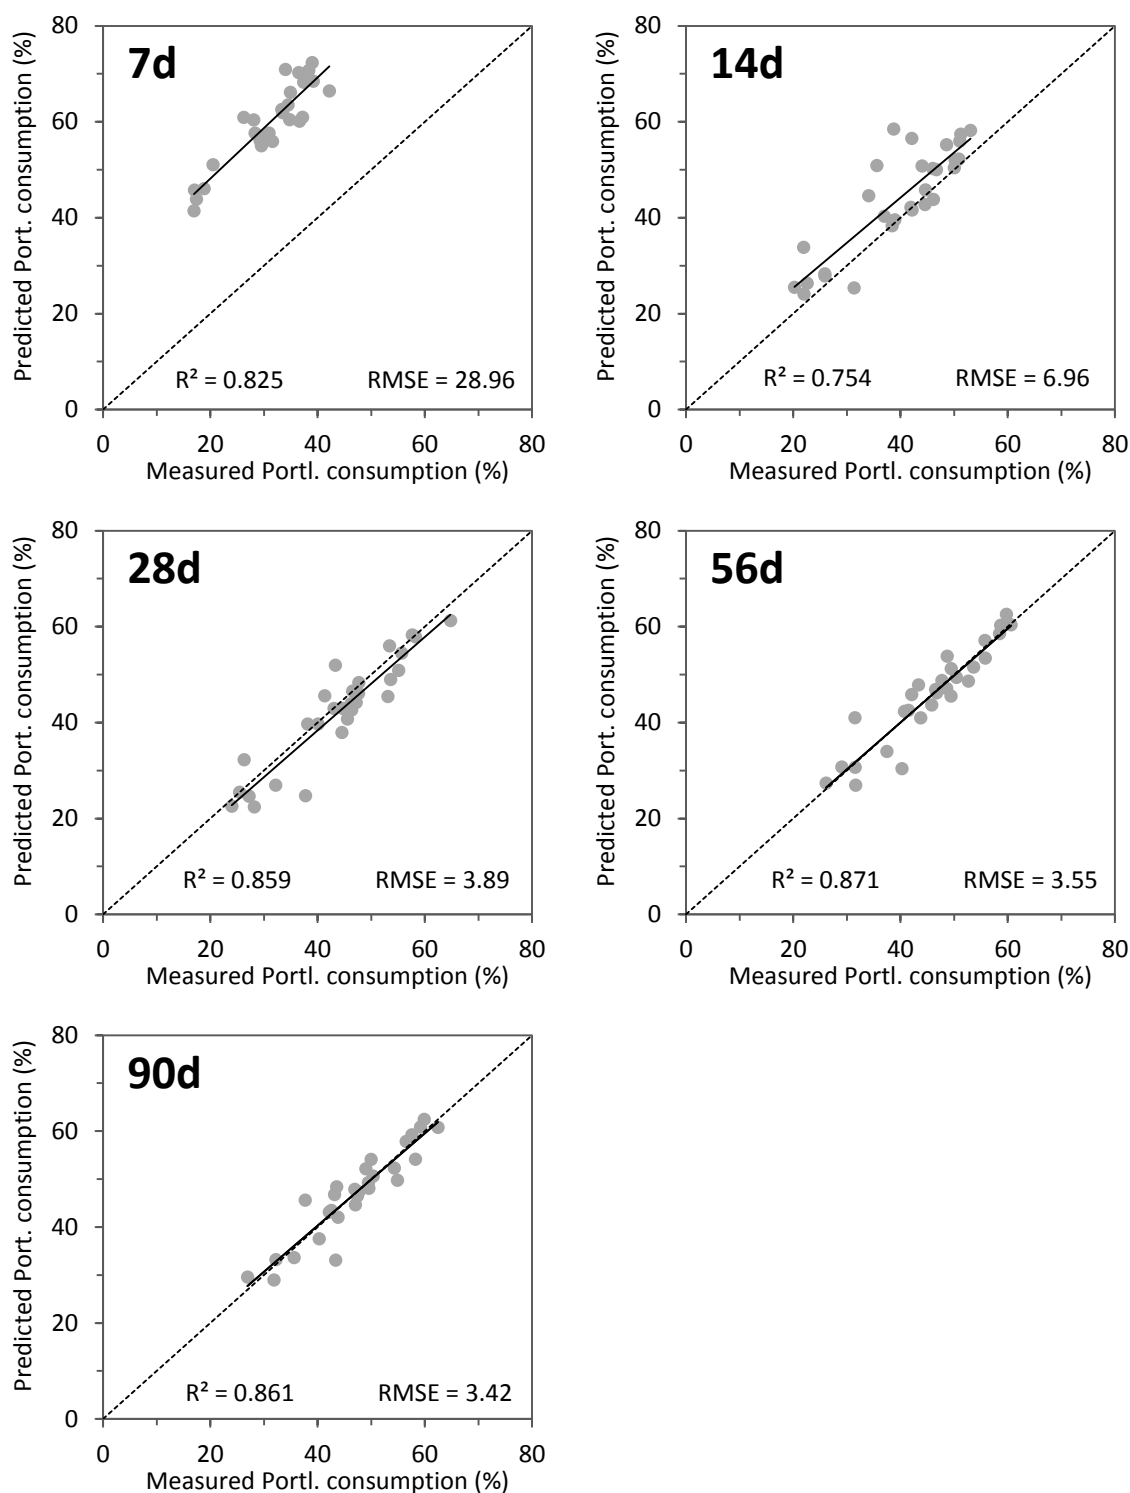 80
60
40
20
0
Predicted Port. consumption (%)
7d
R² = 0.825 RMSE = 28.96
0 20 40 60 80
Measured Portl. consumption (%)
80
60
40
20
0
Predicted Port. consumption (%)
14d
R² = 0.754 RMSE = 6.96
0 20 40 60 80
Measured Portl. consumption (%)
80
60
40
20
0
Predicted Port. consumption (%)
28d
R² = 0.859 RMSE = 3.89
0 20 40 60 80
Measured Portl. consumption (%)
80
60
40
20
0
Predicted Port. consumption (%)
56d
R² = 0.871 RMSE = 3.55
0 20 40 60 80
Measured Portl. consumption (%)
80
60
40
20
0
Predicted Port. consumption (%)
90d
R² = 0.861 RMSE = 3.42
0 20 40 60 80
Measured Portl. consumption (%)